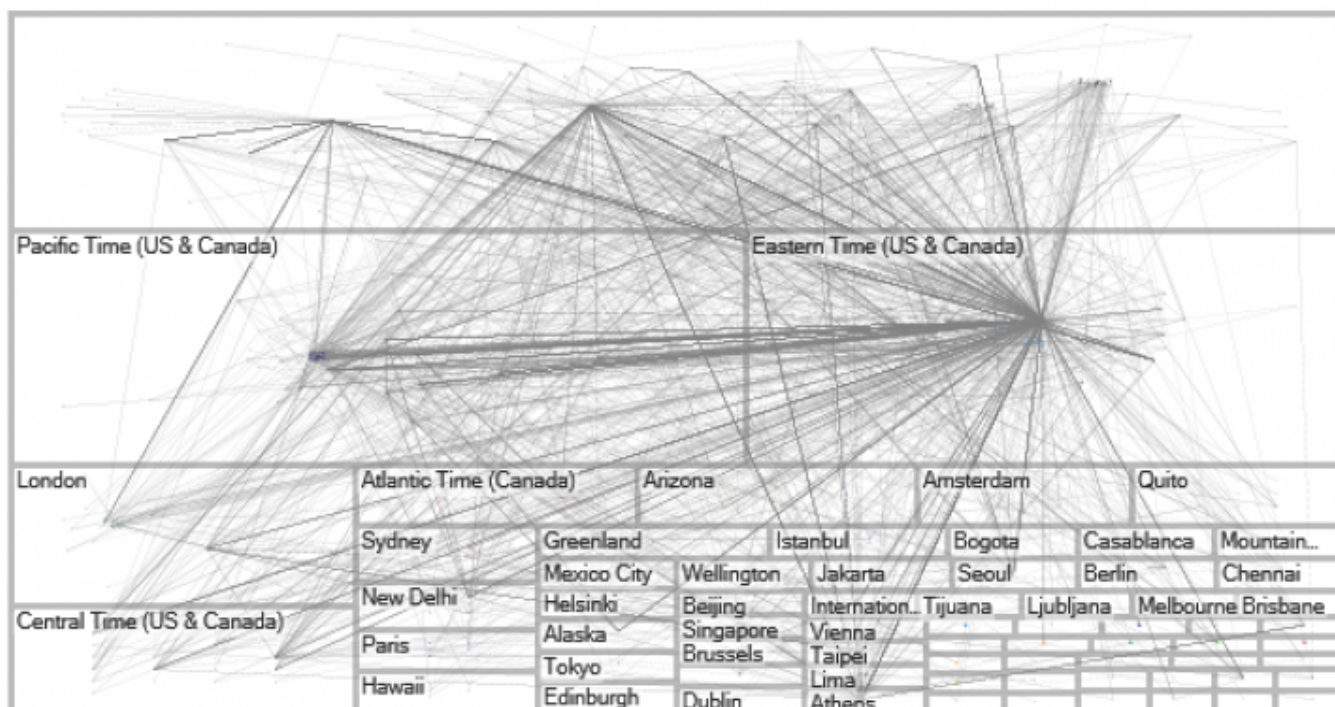 Pacific Time (US & Canada)
Eastern Time (US & Canada)
London
Atlantic Time (Canada)
Arizona
Amsterdam
Quito
Sydney
Greenland
Istanbul
Bogota
Casablanca
Mountain...
Mexico City
Wellington
Jakarta
Seoul
Berlin
Chennai
New Delhi
Helsinki
Beijing
Internation...
Tijuana
Ljubljana
Melbourne
Brisbane
Central Time (US & Canada)
Alaska
Singapore
Vienna
Paris
Brussels
Taipei
Tokyo
Lima
Hawaii
Edinburgh
Dublin
Athens